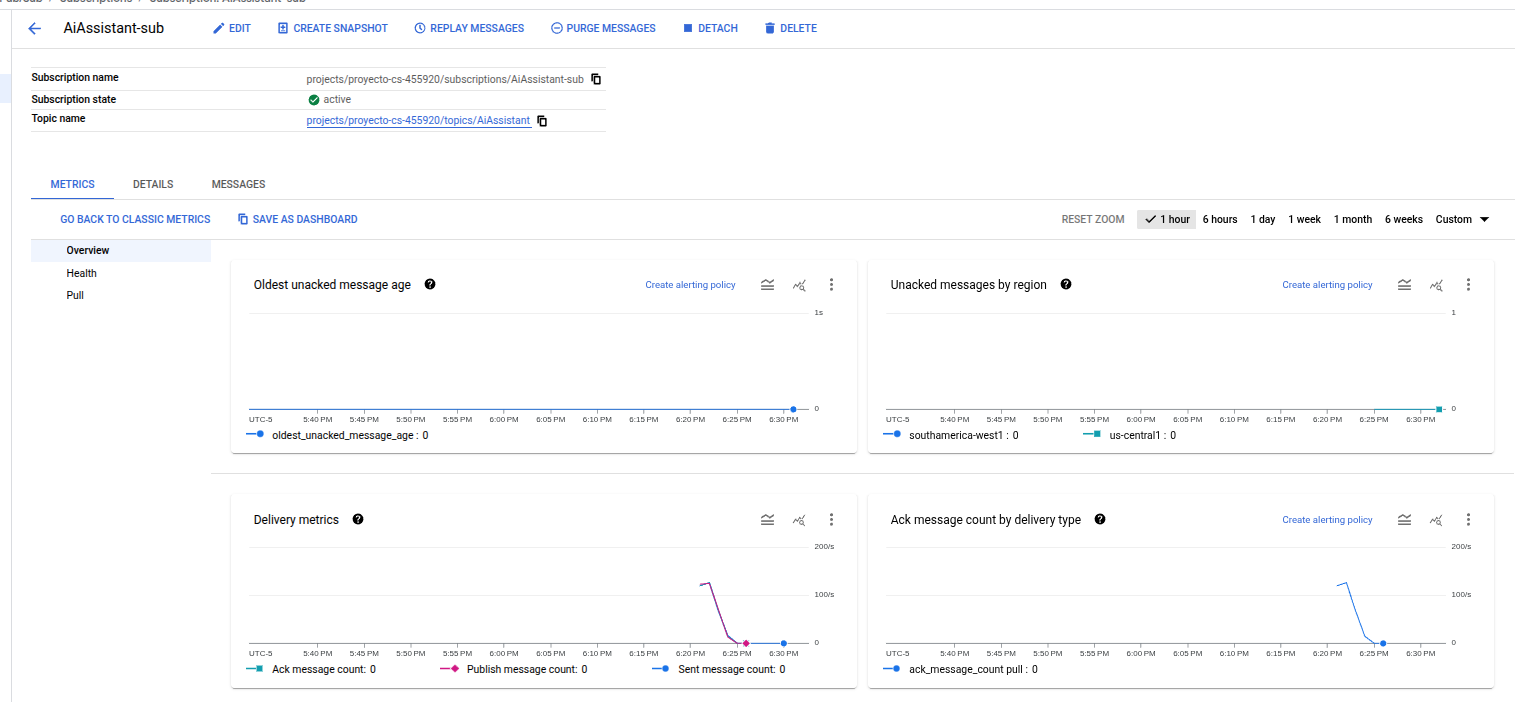 Subscriptions
Subscription: AiAssistant-sub
AiAssistant-sub
EDIT
CREATE SNAPSHOT
REPLAY MESSAGES
PURGE MESSAGES
DETACH
DELETE
Subscription name projects/proyecto-cs-455920/subscriptions/AiAssistant-sub
Subscription state active
Topic name projects/proyecto-cs-455920/topics/AiAssistant
METRICS DETAILS MESSAGES
GO BACK TO CLASSIC METRICS SAVE AS DASHBOARD
RESET ZOOM 1 hour 6 hours 1 day 1 week 1 month 6 weeks Custom
Overview
Health
Pull
Oldest unacked message age Create alerting policy
1s
0
UTC-5 5:40 PM 5:45 PM 5:50 PM 5:55 PM 6:00 PM 6:05 PM 6:10 PM 6:15 PM 6:20 PM 6:25 PM 6:30 PM
oldest_unacked_message_age : 0
Unacked messages by region Create alerting policy
1
0
UTC-5 5:40 PM 5:45 PM 5:50 PM 5:55 PM 6:00 PM 6:05 PM 6:10 PM 6:15 PM 6:20 PM 6:25 PM 6:30 PM
southamerica-west1 : 0 us-central1 : 0
Delivery metrics
200/s
100/s
0
UTC-5 5:40 PM 5:45 PM 5:50 PM 5:55 PM 6:00 PM 6:05 PM 6:10 PM 6:15 PM 6:20 PM 6:25 PM 6:30 PM
Ack message count: 0 Publish message count: 0 Sent message count: 0
Ack message count by delivery type Create alerting policy
200/s
100/s
0
UTC-5 5:40 PM 5:45 PM 5:50 PM 5:55 PM 6:00 PM 6:05 PM 6:10 PM 6:15 PM 6:20 PM 6:25 PM 6:30 PM
ack_message_count pull : 0